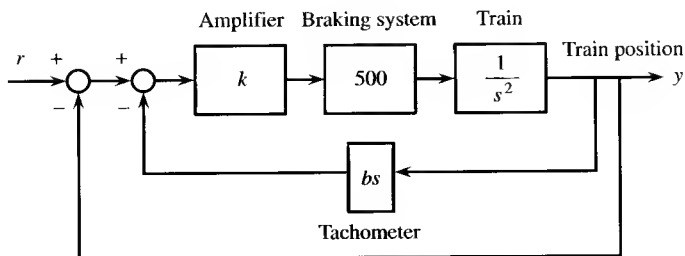 Amplifier Braking system Train
Train position
r + + k 500 1/s² y
− −
bs
Tachometer